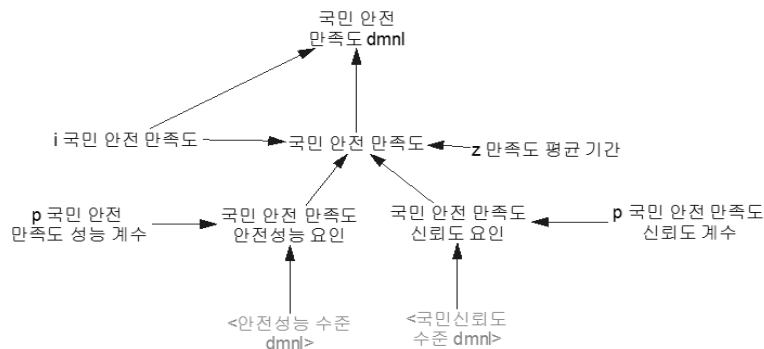 국민 안전
만족도 dmnl
i 국민 안전 만족도
국민 안전 만족도
z 만족도 평균 기간
p 국민 안전
만족도 성능 계수
국민 안전 만족도
안전성능 요인
국민 안전 만족도
신뢰도 요인
p 국민 안전 만족도
신뢰도 계수
<안전성능 수준
dmnl>
<국민신뢰도
수준 dmnl>